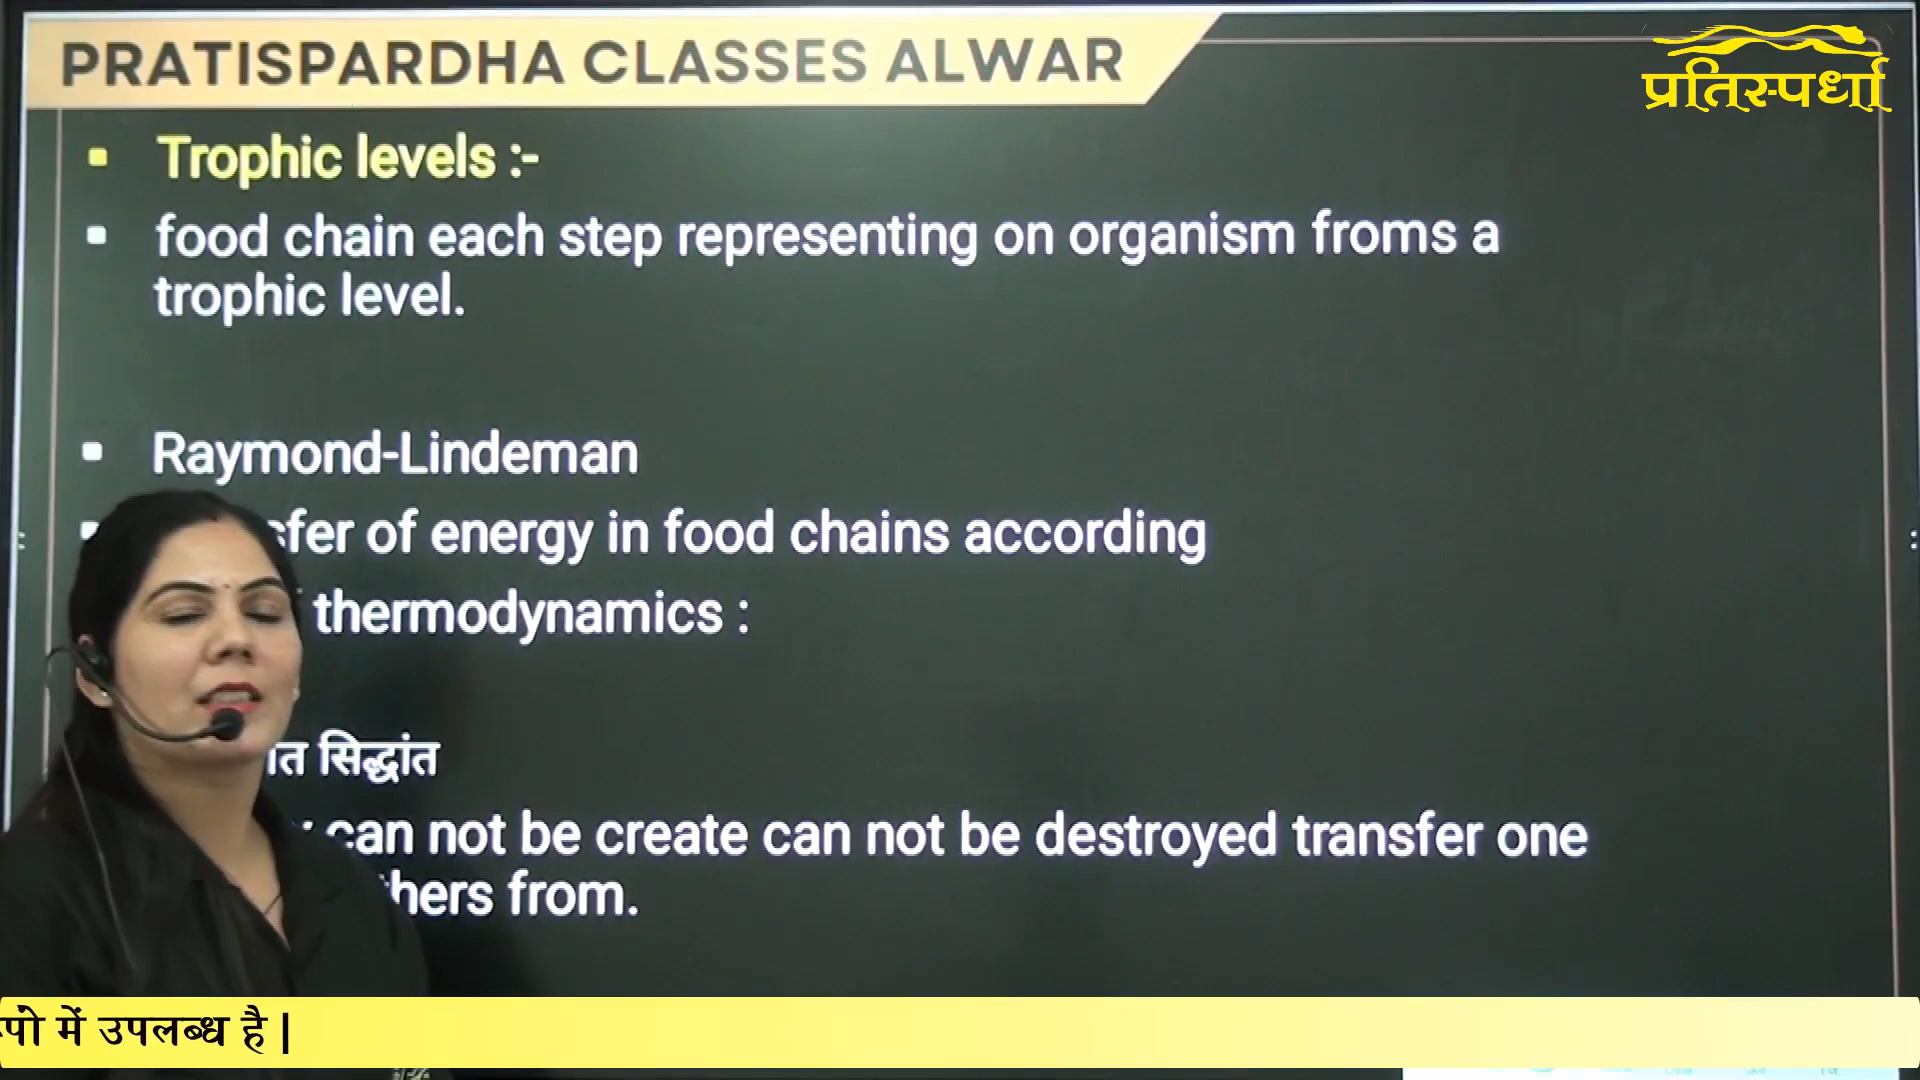 PRATISPARDHA CLASSES ALWAR
प्रतिस्पर्धा
Trophic levels :-
food chain each step representing on organism froms a
trophic level.
Raymond-Lindeman
of energy in food chains according
thermodynamics :
सिद्धांत
can not be create can not be destroyed transfer one
from.
में उपलब्ध है |